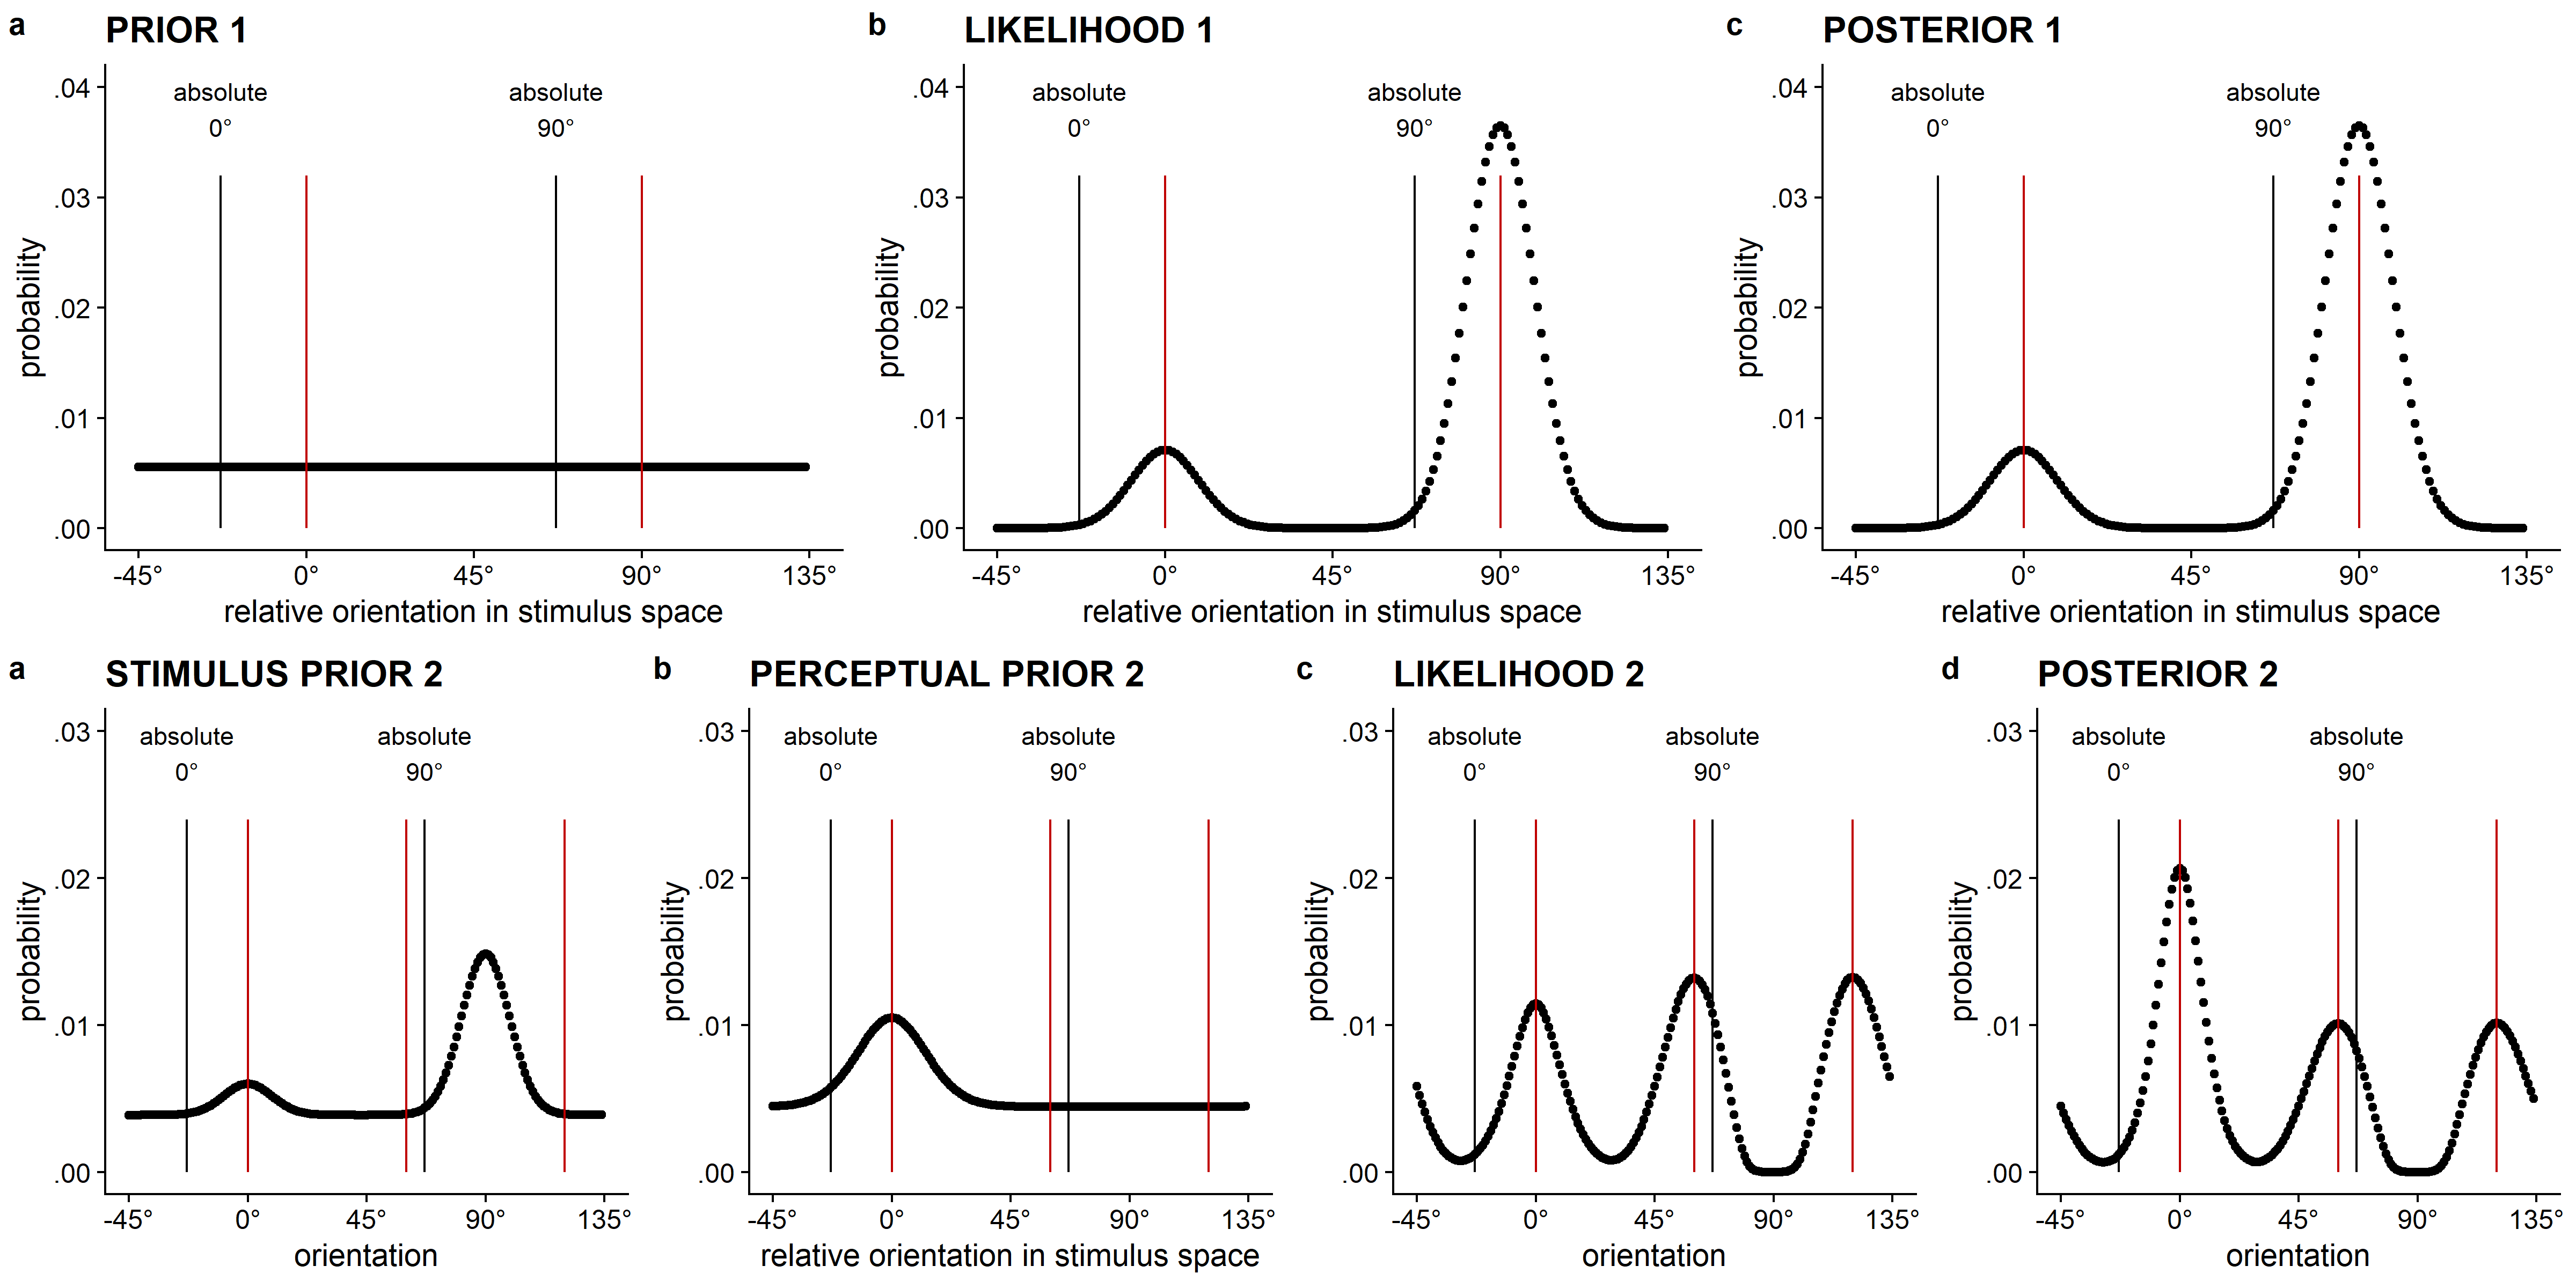 a PRIOR 1
absolute 0°
absolute 90°
.04
.03
.02
.01
.00
probability
-45° 0° 45° 90° 135°
relative orientation in stimulus space
b LIKELIHOOD 1
absolute 0°
absolute 90°
.04
.03
.02
.01
.00
probability
-45° 0° 45° 90° 135°
relative orientation in stimulus space
c POSTERIOR 1
absolute 0°
absolute 90°
.04
.03
.02
.01
.00
probability
-45° 0° 45° 90° 135°
relative orientation in stimulus space
a STIMULUS PRIOR 2
absolute 0°
absolute 90°
.03
.02
.01
.00
probability
-45° 0° 45° 90° 135°
orientation
b PERCEPTUAL PRIOR 2
absolute 0°
absolute 90°
.03
.02
.01
.00
probability
-45° 0° 45° 90° 135°
relative orientation in stimulus space
c LIKELIHOOD 2
absolute 0°
absolute 90°
.03
.02
.01
.00
probability
-45° 0° 45° 90° 135°
orientation
d POSTERIOR 2
absolute 0°
absolute 90°
.03
.02
.01
.00
probability
-45° 0° 45° 90° 135°
orientation